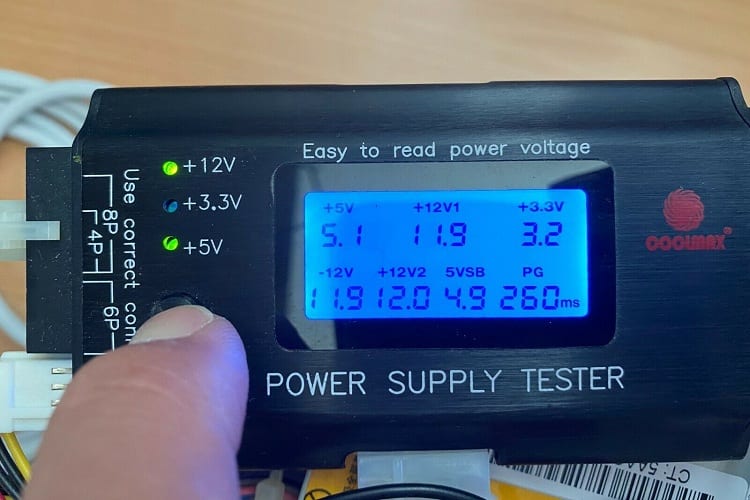 Easy to read power voltage
+12V
+3.3V
+5V
Use correct con
8P
4P
6P
+5V +12V1 +3.3V
5.1 11.9 3.2
-12V +12V2 5VSB PG
11.9 12.0 4.9 260ms
COOLMAX
POWER SUPPLY TESTER